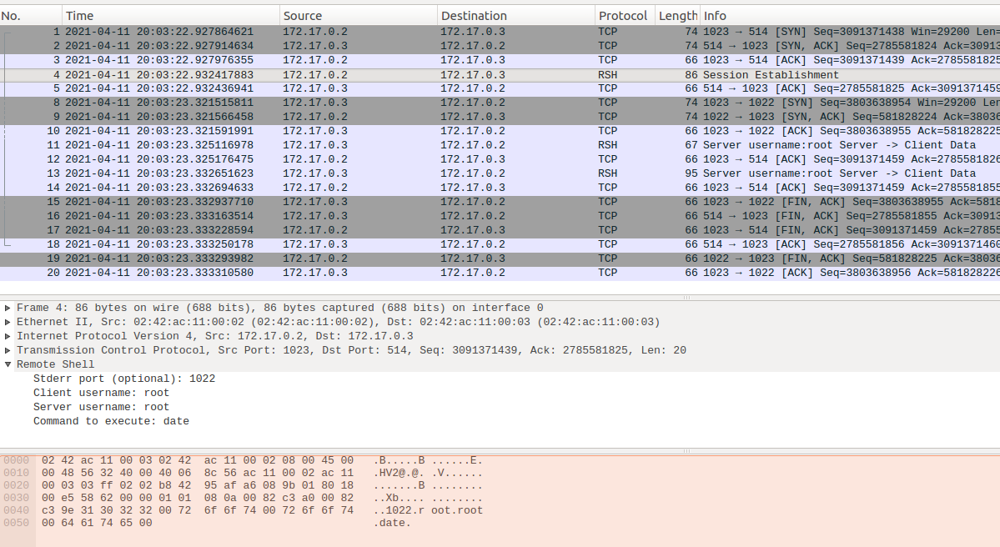 No. Time Source Destination Protocol Length Info
1 2021-04-11 20:03:22.927864621 172.17.0.2 172.17.0.3 TCP 74 1023 → 514 [SYN] Seq=3091371438 Win=29200 Len=
2 2021-04-11 20:03:22.927914634 172.17.0.3 172.17.0.2 TCP 74 514 → 1023 [SYN, ACK] Seq=2785581824 Ack=30913
3 2021-04-11 20:03:22.927976355 172.17.0.2 172.17.0.3 TCP 66 1023 → 514 [ACK] Seq=3091371439 Ack=2785581825
4 2021-04-11 20:03:22.932417883 172.17.0.2 172.17.0.3 RSH 86 Session Establishment
5 2021-04-11 20:03:22.932436941 172.17.0.3 172.17.0.2 TCP 66 514 → 1023 [ACK] Seq=2785581825 Ack=3091371459
8 2021-04-11 20:03:23.321515811 172.17.0.3 172.17.0.2 TCP 74 1023 → 1022 [SYN] Seq=3803638954 Win=29200 Len
9 2021-04-11 20:03:23.321566458 172.17.0.2 172.17.0.3 TCP 74 1022 → 1023 [SYN, ACK] Seq=581828224 Ack=38036
10 2021-04-11 20:03:23.321591991 172.17.0.3 172.17.0.2 TCP 66 1023 → 1022 [ACK] Seq=3803638955 Ack=581828225
11 2021-04-11 20:03:23.325116978 172.17.0.3 172.17.0.2 RSH 67 Server username:root Server -> Client Data
12 2021-04-11 20:03:23.325176475 172.17.0.2 172.17.0.3 TCP 66 1023 → 514 [ACK] Seq=3091371459 Ack=2785581826
13 2021-04-11 20:03:23.332651623 172.17.0.3 172.17.0.2 RSH 95 Server username:root Server -> Client Data
14 2021-04-11 20:03:23.332694633 172.17.0.2 172.17.0.3 TCP 66 1023 → 514 [ACK] Seq=3091371459 Ack=2785581855
15 2021-04-11 20:03:23.332937710 172.17.0.3 172.17.0.2 TCP 66 1023 → 1022 [FIN, ACK] Seq=3803638955 Ack=5818
16 2021-04-11 20:03:23.333163514 172.17.0.3 172.17.0.2 TCP 66 514 → 1023 [FIN, ACK] Seq=2785581855 Ack=30913
17 2021-04-11 20:03:23.333228594 172.17.0.2 172.17.0.3 TCP 66 1023 → 514 [FIN, ACK] Seq=3091371459 Ack=27855
18 2021-04-11 20:03:23.333250178 172.17.0.3 172.17.0.2 TCP 66 514 → 1023 [ACK] Seq=2785581856 Ack=3091371460
19 2021-04-11 20:03:23.333293982 172.17.0.2 172.17.0.3 TCP 66 1022 → 1023 [FIN, ACK] Seq=581828225 Ack=38036
20 2021-04-11 20:03:23.333310580 172.17.0.3 172.17.0.2 TCP 66 1023 → 1022 [ACK] Seq=3803638956 Ack=581828226
Frame 4: 86 bytes on wire (688 bits), 86 bytes captured (688 bits) on interface 0
Ethernet II, Src: 02:42:ac:11:00:02 (02:42:ac:11:00:02), Dst: 02:42:ac:11:00:03 (02:42:ac:11:00:03)
Internet Protocol Version 4, Src: 172.17.0.2, Dst: 172.17.0.3
Transmission Control Protocol, Src Port: 1023, Dst Port: 514, Seq: 3091371439, Ack: 2785581825, Len: 20
Remote Shell
Stderr port (optional): 1022
Client username: root
Server username: root
Command to execute: date
0000 02 42 ac 11 00 03 02 42 ac 11 00 02 08 00 45 00 .B.....B ......E.
0010 00 48 56 32 40 00 40 06 8c 56 ac 11 00 02 ac 11 .HV2@.@. .V......
0020 00 03 03 ff 02 02 b8 42 95 af a6 08 9b 01 80 18 .......B ........
0030 00 e5 58 62 00 00 01 01 08 0a 00 82 c3 a0 00 82 ..Xb.... ........
0040 c3 9e 31 30 32 32 00 72 6f 6f 74 00 72 6f 6f 74 ..1022.r oot.root
0050 00 64 61 74 65 00 .date.